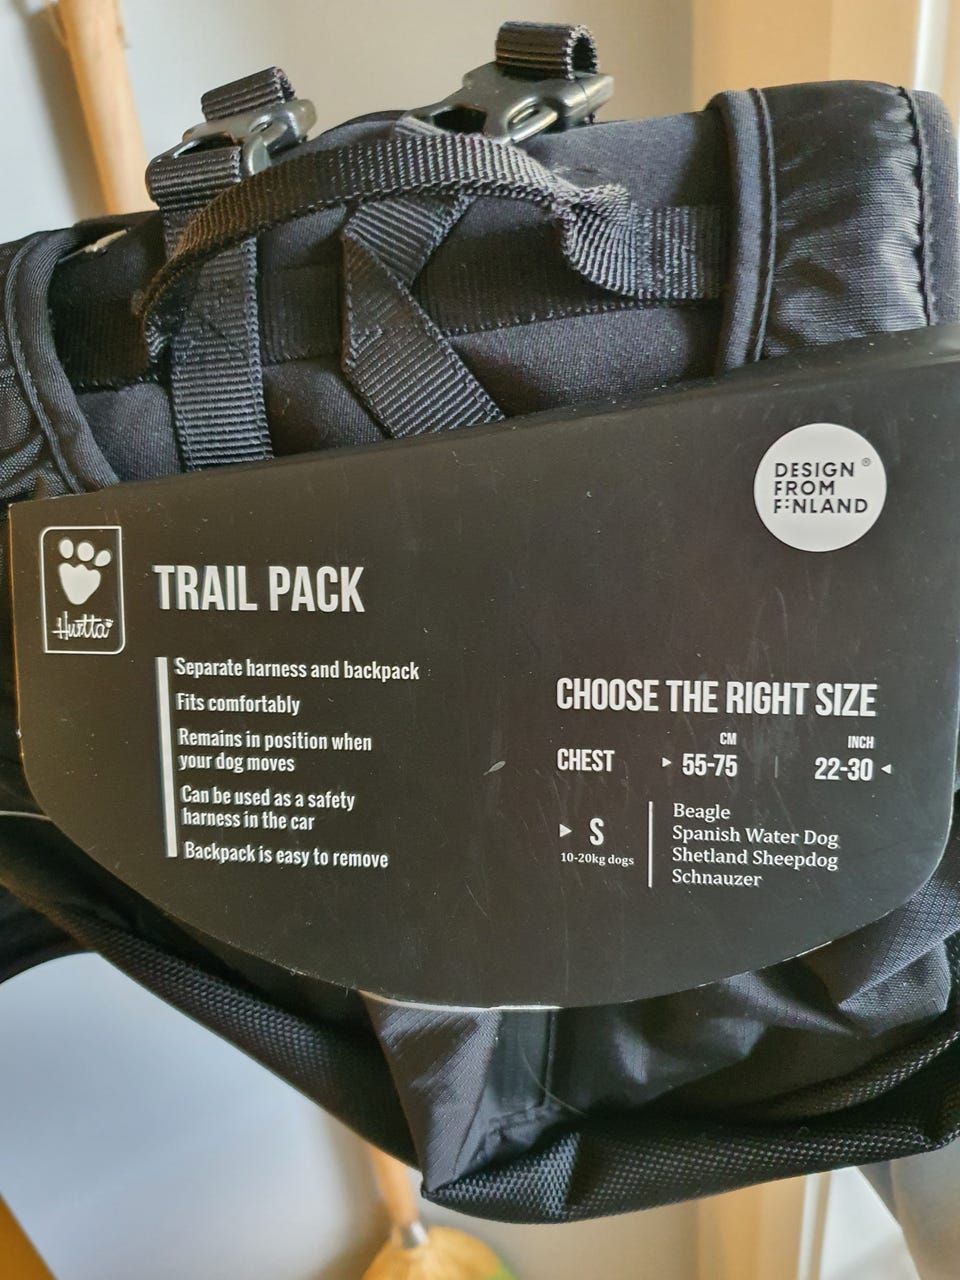 DESIGN ®
FROM
FINLAND
Hurtta
TRAIL PACK
Separate harness and backpack
Fits comfortably
Remains in position when
your dog moves
Can be used as a safety
harness in the car
Backpack is easy to remove
CHOOSE THE RIGHT SIZE
CM INCH
CHEST ▸ 55-75 | 22-30 ◂
▸ S
10-20kg dogs
Beagle
Spanish Water Dog
Shetland Sheepdog
Schnauzer